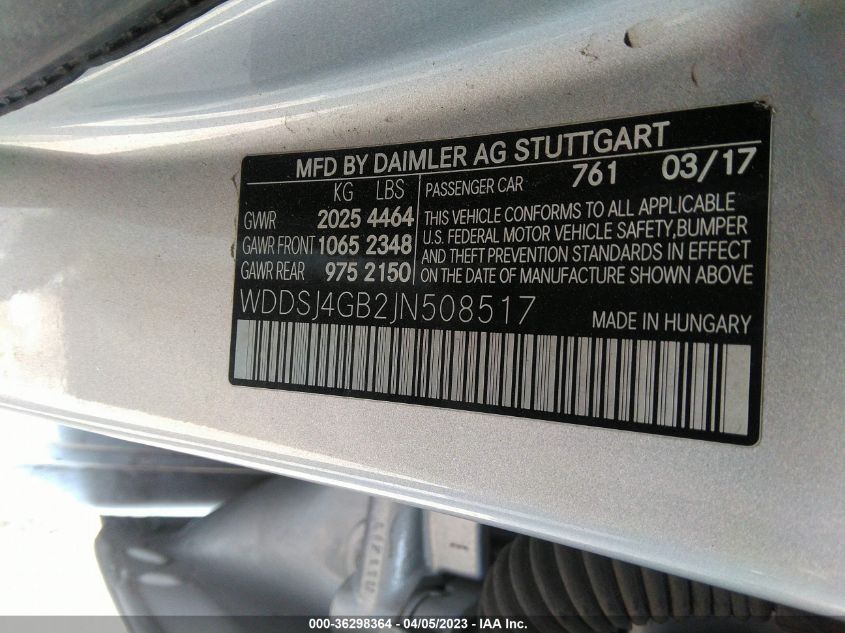 MFD BY DAIMLER AG STUTTGART
KG LBS
GVWR 2025 4464
GAWR FRONT 1065 2348
GAWR REAR 975 2150
PASSENGER CAR 761 03/17
THIS VEHICLE CONFORMS TO ALL APPLICABLE
U.S. FEDERAL MOTOR VEHICLE SAFETY,BUMPER
AND THEFT PREVENTION STANDARDS IN EFFECT
ON THE DATE OF MANUFACTURE SHOWN ABOVE
WDDSJ4GB2JN508517
MADE IN HUNGARY
000-36298364 - 04/05/2023 - IAA Inc.